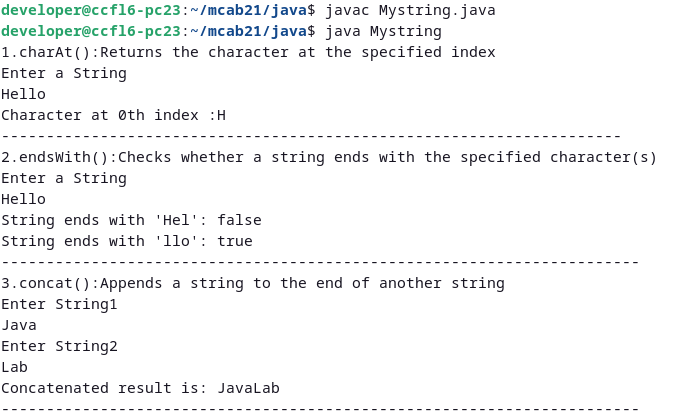 developer@ccfl6-pc23:~/mcab21/java$ javac Mystring.java
developer@ccfl6-pc23:~/mcab21/java$ java Mystring
1.charAt():Returns the character at the specified index
Enter a String
Hello
Character at 0th index :H
---------------------------------------------------------------------
2.endsWith():Checks whether a string ends with the specified character(s)
Enter a String
Hello
String ends with 'Hel': false
String ends with 'llo': true
-----------------------------------------------------------------------
3.concat():Appends a string to the end of another string
Enter String1
Java
Enter String2
Lab
Concatenated result is: JavaLab
-----------------------------------------------------------------------